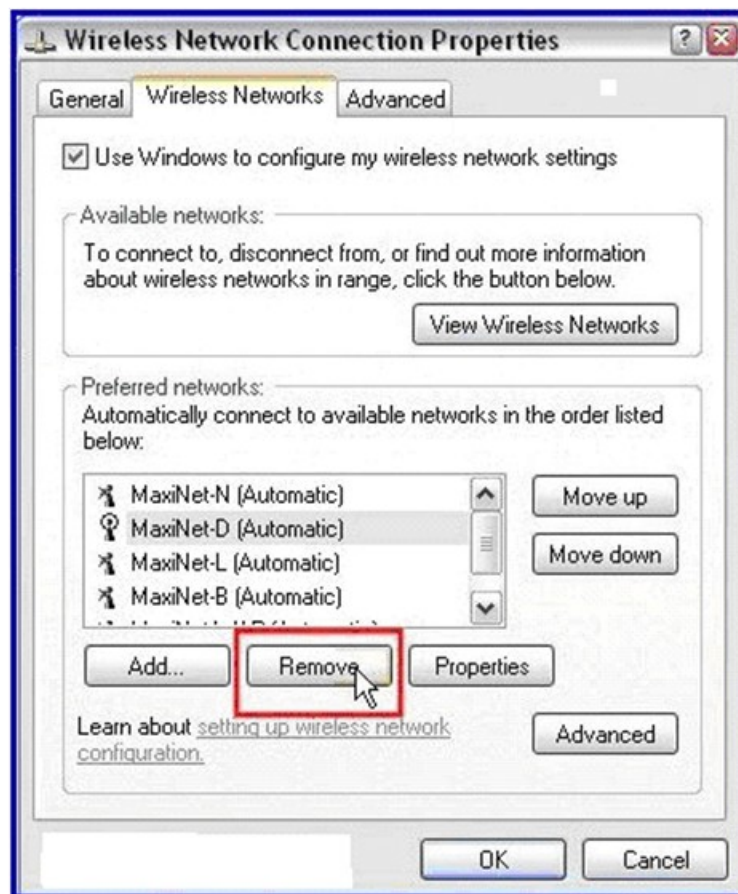 Wireless Network Connection Properties
General Wireless Networks Advanced
Use Windows to configure my wireless network settings
Available networks:
To connect to, disconnect from, or find out more information
about wireless networks in range, click the button below.
View Wireless Networks
Preferred networks:
Automatically connect to available networks in the order listed
below:
MaxiNet-N (Automatic)
MaxiNet-D (Automatic)
MaxiNet-L (Automatic)
MaxiNet-B (Automatic)
Move up
Move down
Add... Remove Properties
Learn about setting up wireless network
configuration.
Advanced
OK Cancel